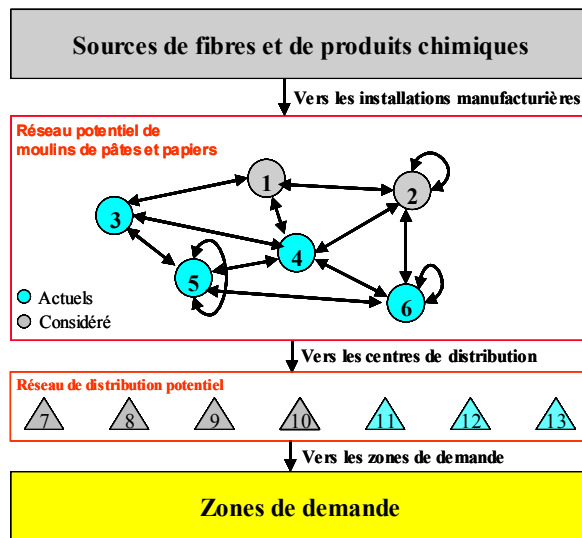 Sources de fibres et de produits chimiques
Vers les installations manufacturières
Réseau potentiel de
moulins de pâtes et papiers
1
2
3
4
5
6
Actuels
Considéré
Vers les centres de distribution
Réseau de distribution potentiel
7 8 9 10 11 12 13
Vers les zones de demande
Zones de demande